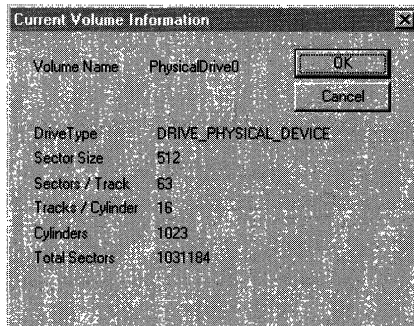 Current Volume Information
Volume Name PhysicalDrive0
OK
Cancel
DriveType DRIVE_PHYSICAL_DEVICE
Sector Size 512
Sectors / Track 63
Tracks / Cylinder 16
Cylinders 1023
Total Sectors 1031184